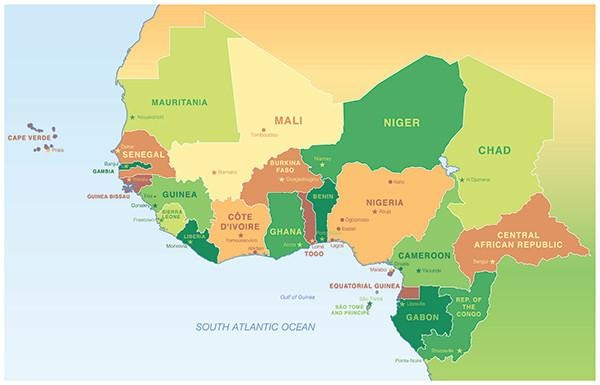 MAURITANIA
Nouakchott
MALI
Tombouctou
NIGER
CHAD
CAPE VERDE
Praia
Dakar
SENEGAL
Banjul
GAMBIA
Bamako
BURKINA
FASO
Ouagadougou
Niamey
Kano
N'Djamena
GUINEA BISSAU
GUINEA
Conakry
Freetown
SIERRA
LEONE
CÔTE
D'IVOIRE
Yamoussoukro
GHANA
BENIN
NIGERIA
Abuja
Ogbomoso
Ibadan
LIBERIA
Monrovia
Abidjan
Accra
Lomé
TOGO
Lagos
CENTRAL
AFRICAN REPUBLIC
Bangui
CAMEROON
Douala
Yaounde
Malabo
EQUATORIAL GUINEA
Gulf of Guinea
São Tomé
SÃO TOMÉ
AND PRINCIPE
Libreville
GABON
REP. OF
THE
CONGO
Brazzaville
Pointe-Noire
SOUTH ATLANTIC OCEAN